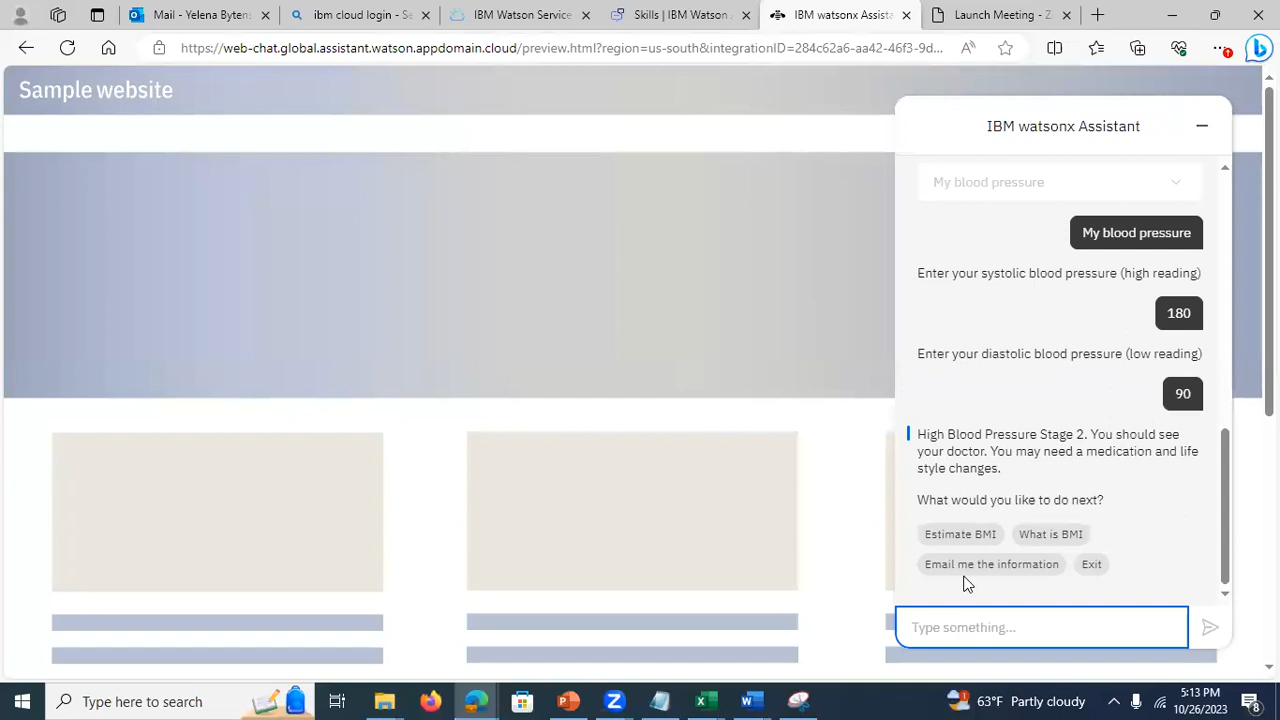 Mail - Yelena Bytens
ibm cloud login - Se
IBM Watson Service
Skills | IBM Watson
IBM watsonx Assista
Launch Meeting - Z
https://web-chat.global.assistant.watson.appdomain.cloud/preview.html?region=us-south&integrationID=284c62a6-aa42-46f3-9d...
Sample website
IBM watsonx Assistant
My blood pressure
My blood pressure
Enter your systolic blood pressure (high reading)
180
Enter your diastolic blood pressure (low reading)
90
High Blood Pressure Stage 2. You should see
your doctor. You may need a medication and life
style changes.
What would you like to do next?
Estimate BMI What is BMI
Email me the information Exit
Type something...
Type here to search
63°F Partly cloudy
5:13 PM
10/26/2023
8